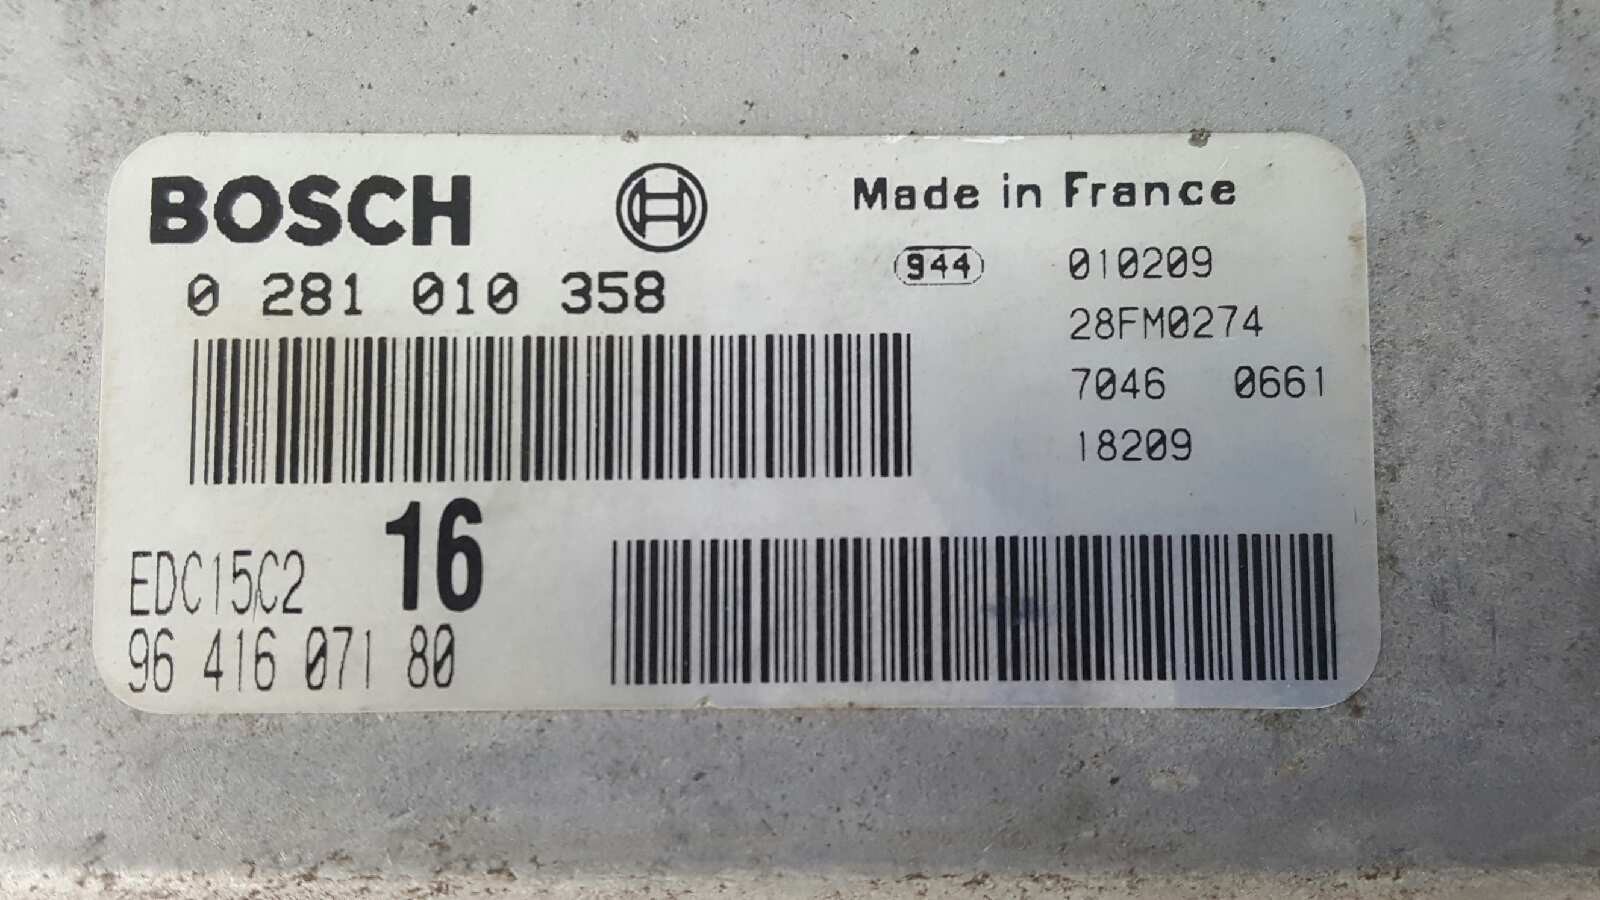 BOSCH
Made in France
0 281 010 358
944 010209
28FM0274
7046 0661
18209
16
EDC15C2
96 416 071 80